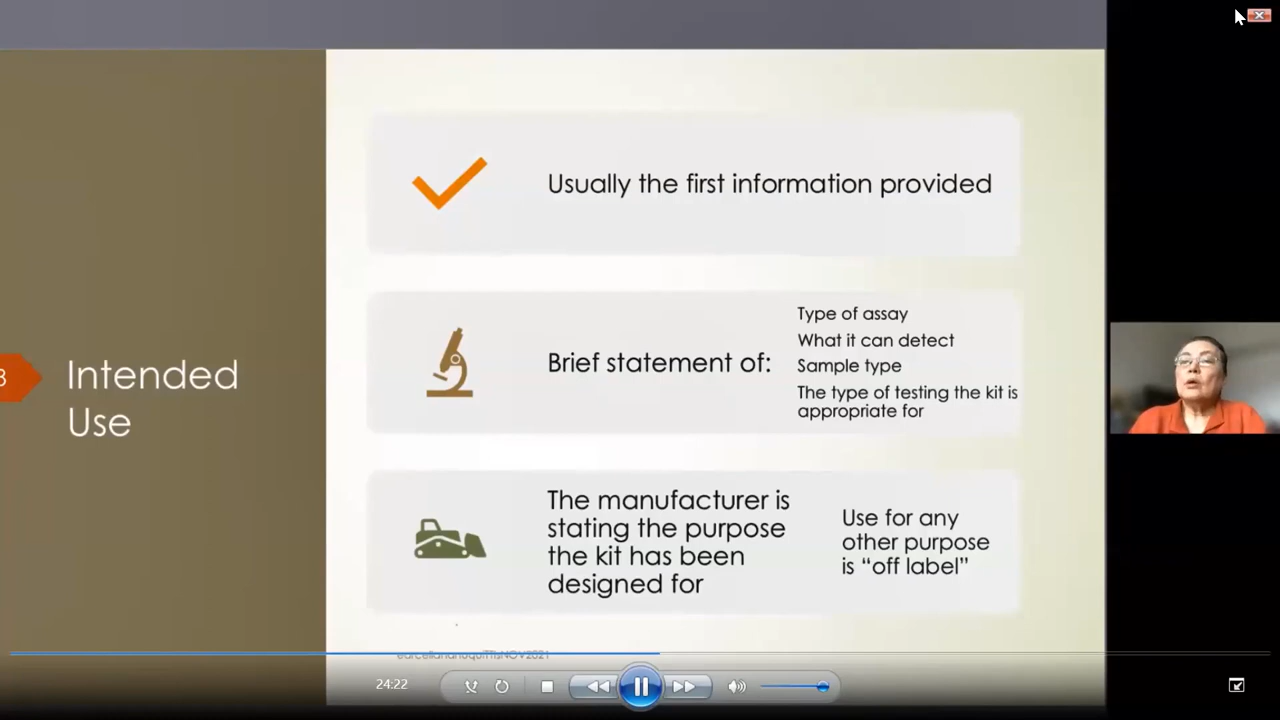 3
Intended
Use
Usually the first information provided
Brief statement of:
Type of assay
What it can detect
Sample type
The type of testing the kit is
appropriate for
The manufacturer is
stating the purpose
the kit has been
designed for
Use for any
other purpose
is “off label”
24:22